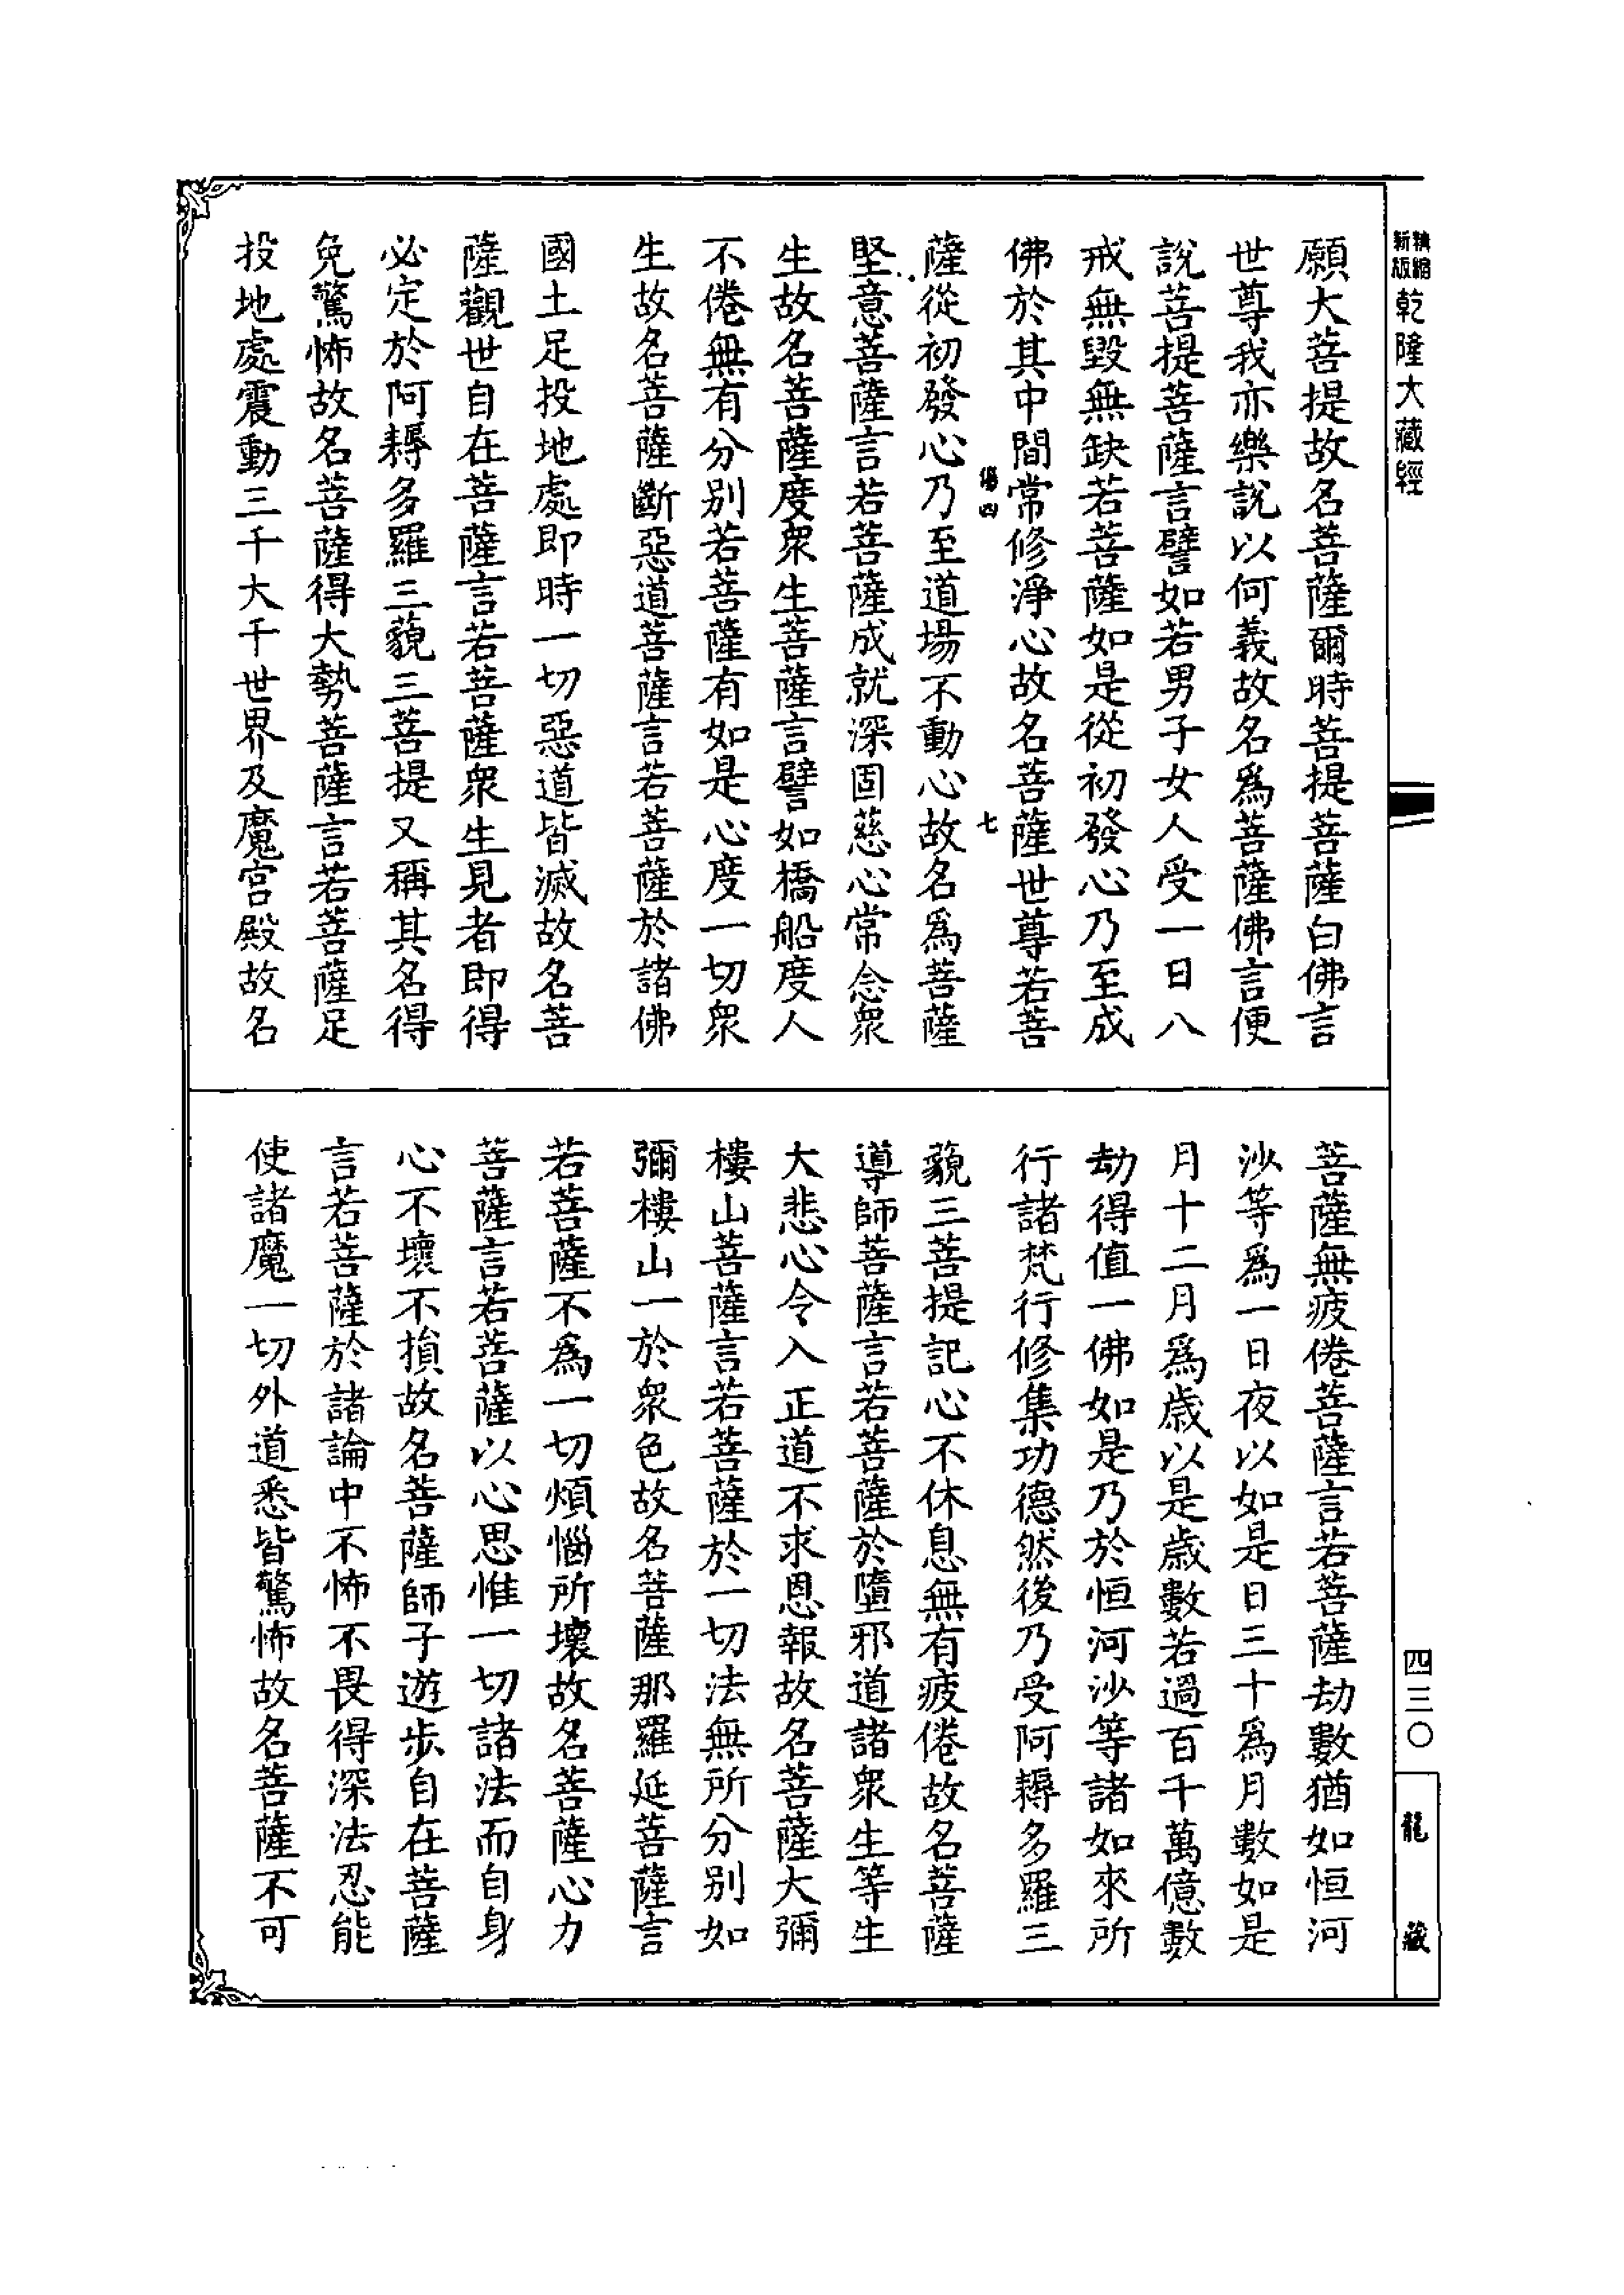 精縮
新版
乾隆大藏經
願大菩提故名菩薩爾時菩提菩薩白佛言
世尊我亦樂說以何義故名爲菩薩佛言便
說菩提菩薩言譬如若男子女人受一日八
戒無毀無缺若菩薩如是從初發心乃至成
佛於其中間常修淨心故名菩薩世尊若菩
四
七
薩從初發心乃至道場不動心故名爲菩薩
堅意菩薩言若菩薩成就深固慈心常念衆
生故名菩薩度衆生菩薩言譬如橋船度人
不倦無有分別若菩薩有如是心度一切衆
生故名菩薩斷惡道菩薩言若菩薩於諸佛
國土足投地處即時一切惡道皆滅故名菩
薩觀世自在菩薩言若菩薩衆生見者即得
必定於阿耨多羅三藐三菩提又稱其名得
免驚怖故名菩薩得大勢菩薩言若菩薩足
投地處震動三千大千世界及魔宮殿故名
菩薩無疲倦菩薩言若菩薩劫數猶如恒河
沙等爲一日夜以如是日三十爲月數如是
月十二月爲歲以是歲數若過百千萬億數
劫得值一佛如是乃於恒河沙等諸如來所
行諸梵行修集功德然後乃受阿耨多羅三
藐三菩提記心不休息無有疲倦故名菩薩
導師菩薩言若菩薩於墮邪道諸衆生等生
大悲心令入正道不求恩報故名菩薩大彌
樓山菩薩言若菩薩於一切法無所分別如
彌樓山一於衆色故名菩薩那羅延菩薩言
若菩薩不爲一切煩惱所壞故名菩薩心力
菩薩言若菩薩以心思惟一切諸法而自身
心不壞不損故名菩薩師子遊步自在菩薩
言若菩薩於諸論中不怖不畏得深法忍能
使諸魔一切外道悉皆驚怖故名菩薩不可
四三〇
龍藏